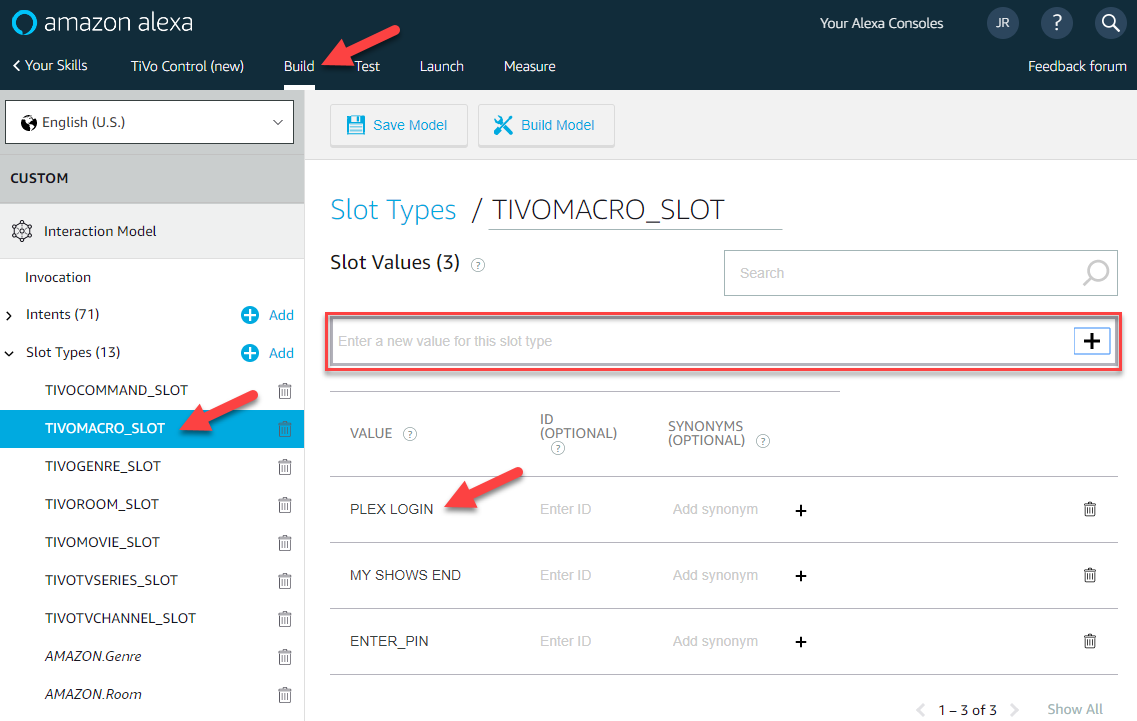 amazon alexa
Your Alexa Consoles
JR
?
Your Skills
TiVo Control (new)
Build
Test
Launch
Measure
Feedback forum
English (U.S.)
Save Model
Build Model
CUSTOM
Interaction Model
Slot Types / TIVOMACRO_SLOT
Invocation
Slot Values (3) ?
Search
Intents (71)
Add
Enter a new value for this slot type
Slot Types (13)
Add
TIVOCOMMAND_SLOT
TIVOMACRO_SLOT
TIVOGENRE_SLOT
TIVOROOM_SLOT
TIVOMOVIE_SLOT
TIVOTVSERIES_SLOT
TIVOTVCHANNEL_SLOT
AMAZON.Genre
AMAZON.Room
VALUE ?
ID
(OPTIONAL)
?
SYNONYMS
(OPTIONAL) ?
PLEX LOGIN
Enter ID
Add synonym
MY SHOWS END
Enter ID
Add synonym
ENTER_PIN
Enter ID
Add synonym
1 – 3 of 3
Show All